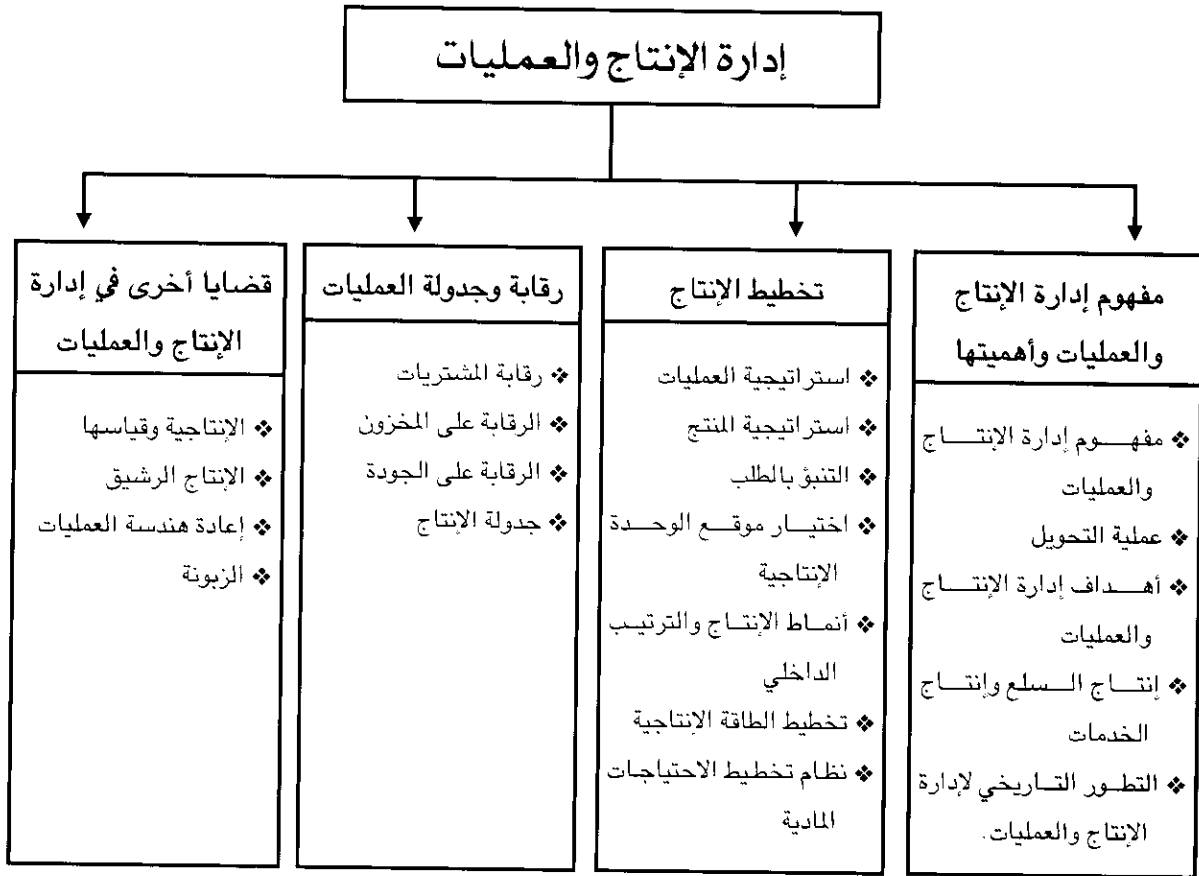 إدارة الإنتاج والعمليات
مفهوم إدارة الإنتاج
والعمليات وأهميتها
❖ مفهوم إدارة الإنتاج
والعمليات
❖ عملية التحويل
❖ أهداف إدارة الإنتاج
والعمليات
❖ إنتاج السلع وإنتاج
الخدمات
❖ التطور التاريخي لإدارة
الإنتاج والعمليات.
تخطيط الإنتاج
❖ استراتيجية العمليات
❖ استراتيجية المنتج
❖ التنبؤ بالطلب
❖ اختيار موقع الوحدة
الإنتاجية
❖ أنماط الإنتاج والترتيب
الداخلي
❖ تخطيط الطاقة الإنتاجية
❖ نظام تخطيط الاحتياجات
المادية
رقابة وجدولة العمليات
❖ رقابة المشتريات
❖ الرقابة على المخزون
❖ الرقابة على الجودة
❖ جدولة الإنتاج
قضايا أخرى في إدارة
الإنتاج والعمليات
❖ الإنتاجية وقياسها
❖ الإنتاج الرشيق
❖ إعادة هندسة العمليات
❖ الزبونة